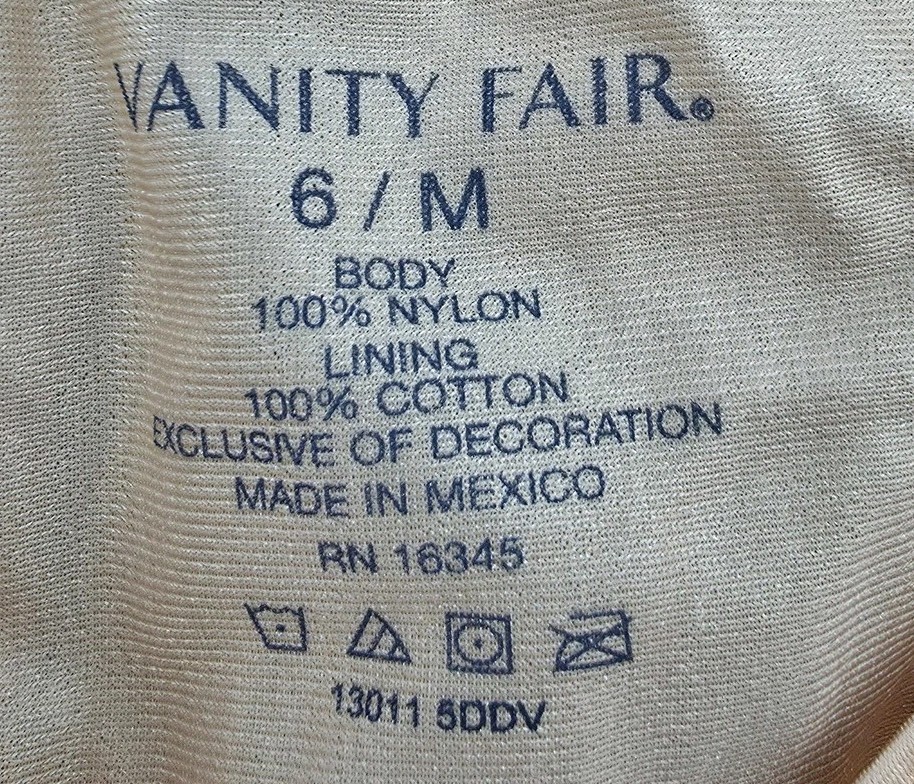 VANITY FAIR®
6 / M
BODY
100% NYLON
LINING
100% COTTON
EXCLUSIVE OF DECORATION
MADE IN MEXICO
RN 16345
13011 5DDV